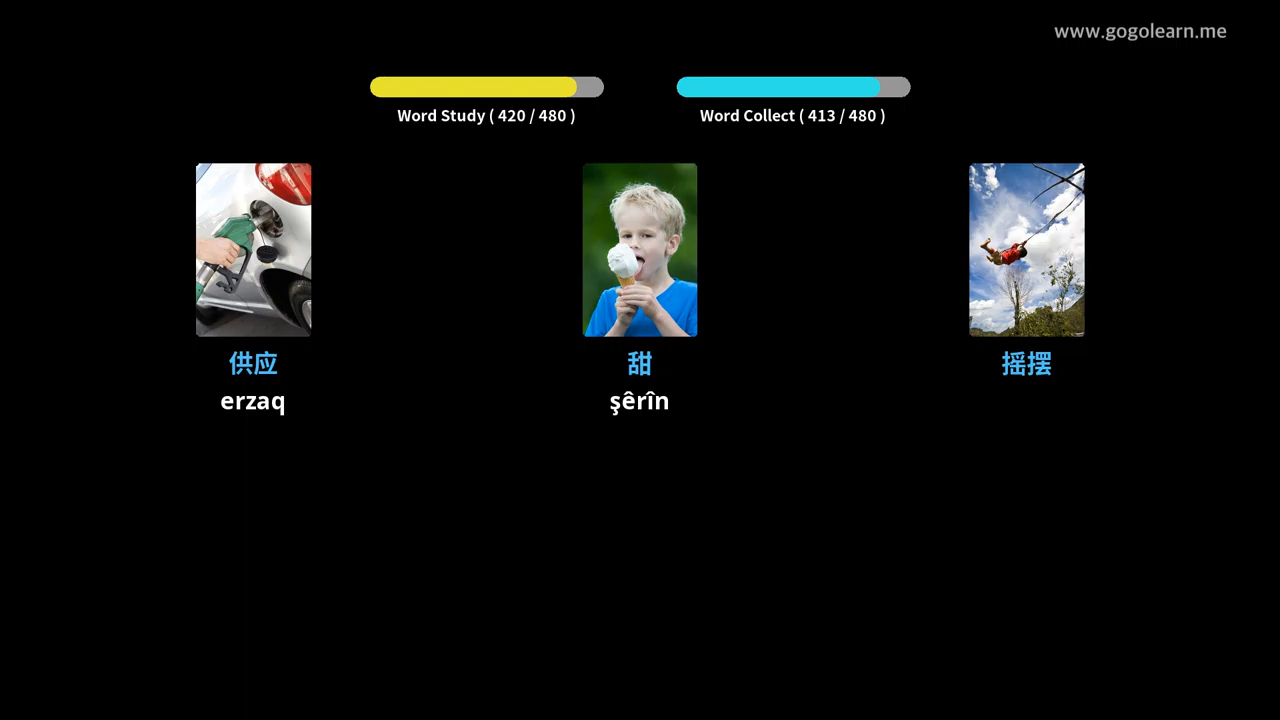 www.gogolearn.me
Word Study ( 420 / 480 )
Word Collect ( 413 / 480 )
供应
甜
摇摆
erzaq
şêrîn